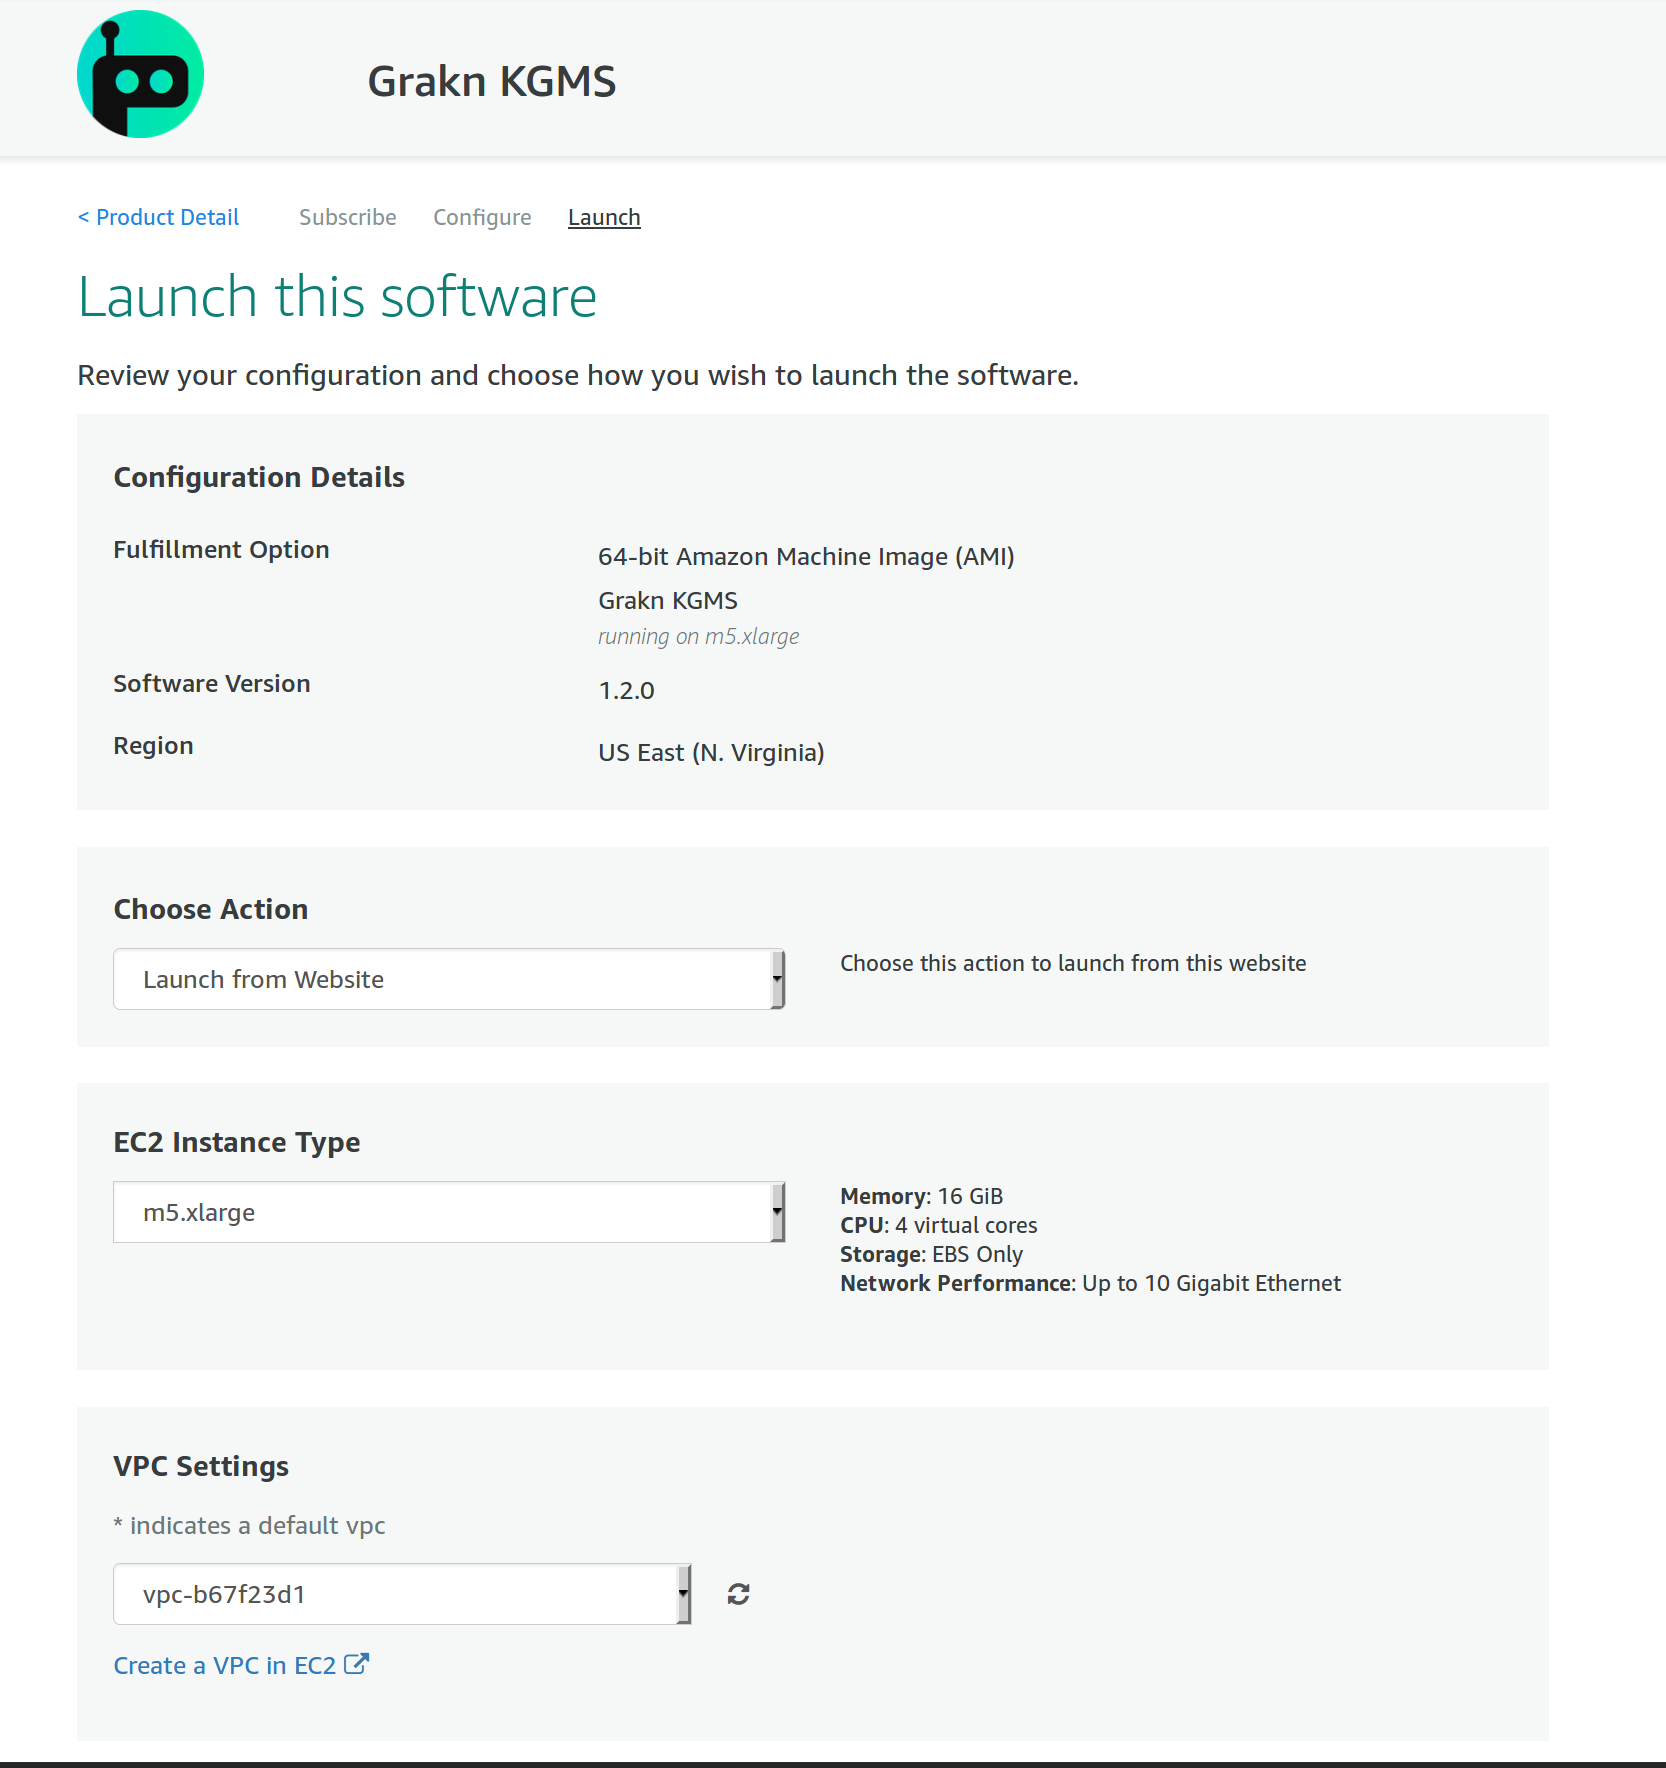 Grakn KGMS
< Product Detail Subscribe Configure Launch
Launch this software
Review your configuration and choose how you wish to launch the software.
Configuration Details
Fulfillment Option
64-bit Amazon Machine Image (AMI)
Grakn KGMS
running on m5.xlarge
Software Version
1.2.0
Region
US East (N. Virginia)
Choose Action
Launch from Website
Choose this action to launch from this website
EC2 Instance Type
m5.xlarge
Memory: 16 GiB
CPU: 4 virtual cores
Storage: EBS Only
Network Performance: Up to 10 Gigabit Ethernet
VPC Settings
* indicates a default vpc
vpc-b67f23d1
Create a VPC in EC2